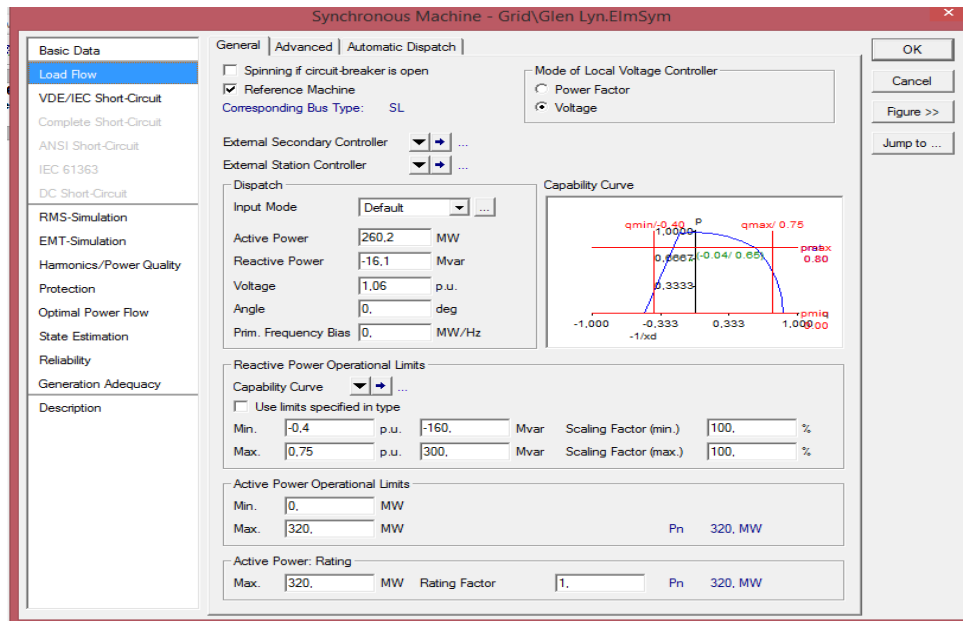 Synchronous Machine - Grid\Glen Lyn.ElmSym
Basic Data
Load Flow
VDE/IEC Short-Circuit
Complete Short-Circuit
ANSI Short-Circuit
IEC 61363
DC Short-Circuit
RMS-Simulation
EMT-Simulation
Harmonics/Power Quality
Protection
Optimal Power Flow
State Estimation
Reliability
Generation Adequacy
Description
General Advanced Automatic Dispatch
Spinning if circuit-breaker is open
Reference Machine
Corresponding Bus Type: SL
Mode of Local Voltage Controller
Power Factor
Voltage
External Secondary Controller ...
External Station Controller ...
Dispatch
Input Mode Default ...
Active Power 260,2 MW
Reactive Power -16,1 Mvar
Voltage 1,06 p.u.
Angle 0, deg
Prim. Frequency Bias 0, MW/Hz
Capability Curve
qmin/-0.40 p qmax/ 0.75
1,0000
0,6667 (-0.04/ 0.65)
0.80
0,3333
-1,000 -0,333 0,333 1,000 0.00
-1/xd
Reactive Power Operational Limits
Capability Curve ...
Use limits specified in type
Min. -0,4 p.u. -160, Mvar Scaling Factor (min.) 100, %
Max. 0,75 p.u. 300, Mvar Scaling Factor (max.) 100, %
Active Power Operational Limits
Min. 0, MW
Max. 320, MW Pn 320, MW
Active Power: Rating
Max. 320, MW Rating Factor 1, Pn 320, MW
OK
Cancel
Figure >>
Jump to ...